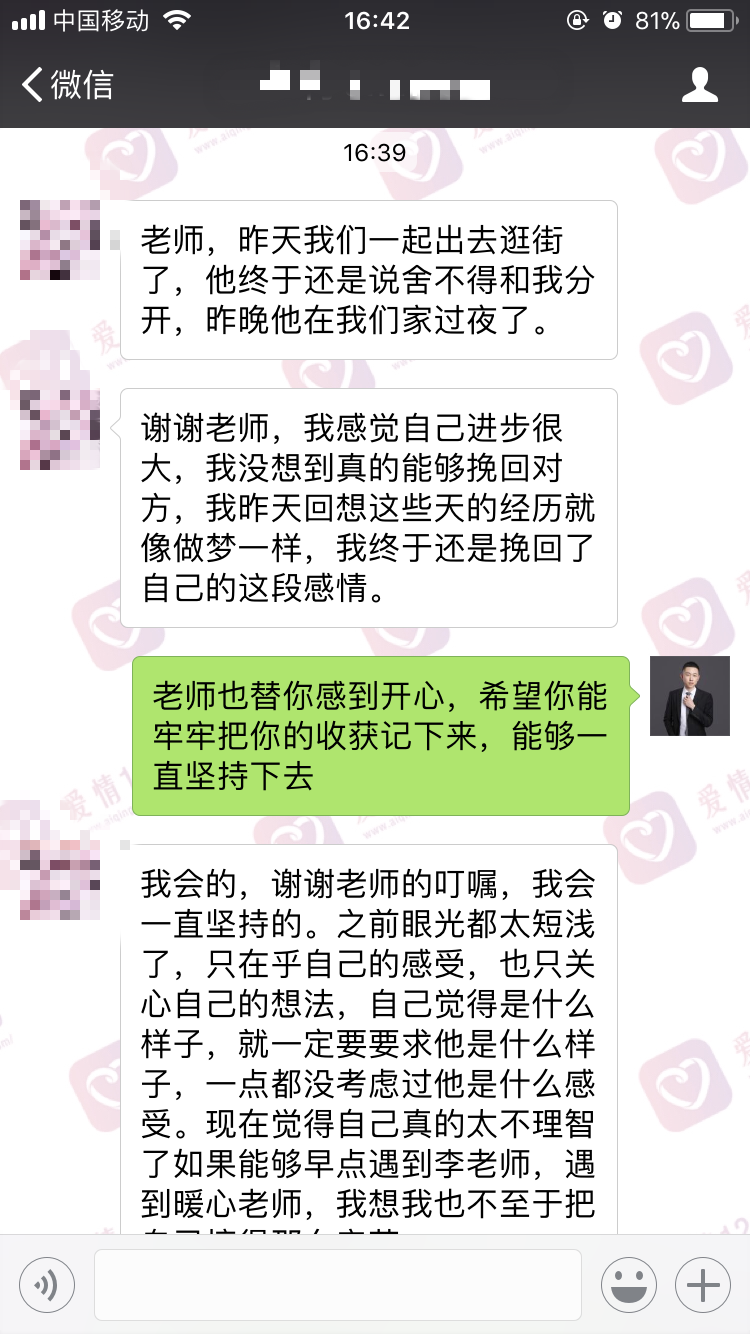 中国移动
16:42
81%
微信
16:39
老师，昨天我们一起出去逛街
了，他终于还是说舍不得和我分
开，昨晚他在我们家过夜了。
谢谢老师，我感觉自己进步很
大，我没想到真的能够挽回对
方，我昨天回想这些天的经历就
像做梦一样，我终于还是挽回了
自己的这段感情。
老师也替你感到开心，希望你能
牢牢把你的收获记下来，能够一
直坚持下去
我会的，谢谢老师的叮嘱，我会
一直坚持的。之前眼光都太短浅
了，只在乎自己的感受，也只关
心自己的想法，自己觉得是什么
样子，就一定要要求他是什么样
子，一点都没考虑过他是什么感
受。现在觉得自己真的太不理智
了如果能够早点遇到李老师，遇
到暖心老师，我想我也不至于把